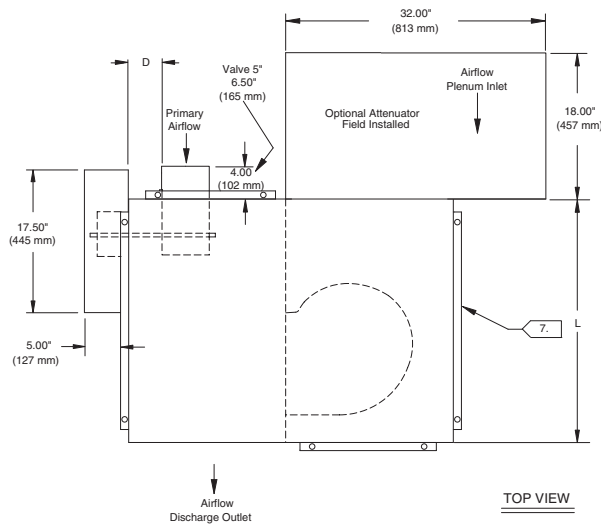 32.00"
(813 mm)
D
Valve 5"
6.50"
(165 mm)
Primary
Airflow
Airflow
Plenum Inlet
Optional Attenuator
Field Installed
18.00"
(457 mm)
4.00
(102 mm)
17.50"
(445 mm)
7.
L
5.00"
(127 mm)
Airflow
Discharge Outlet
TOP VIEW